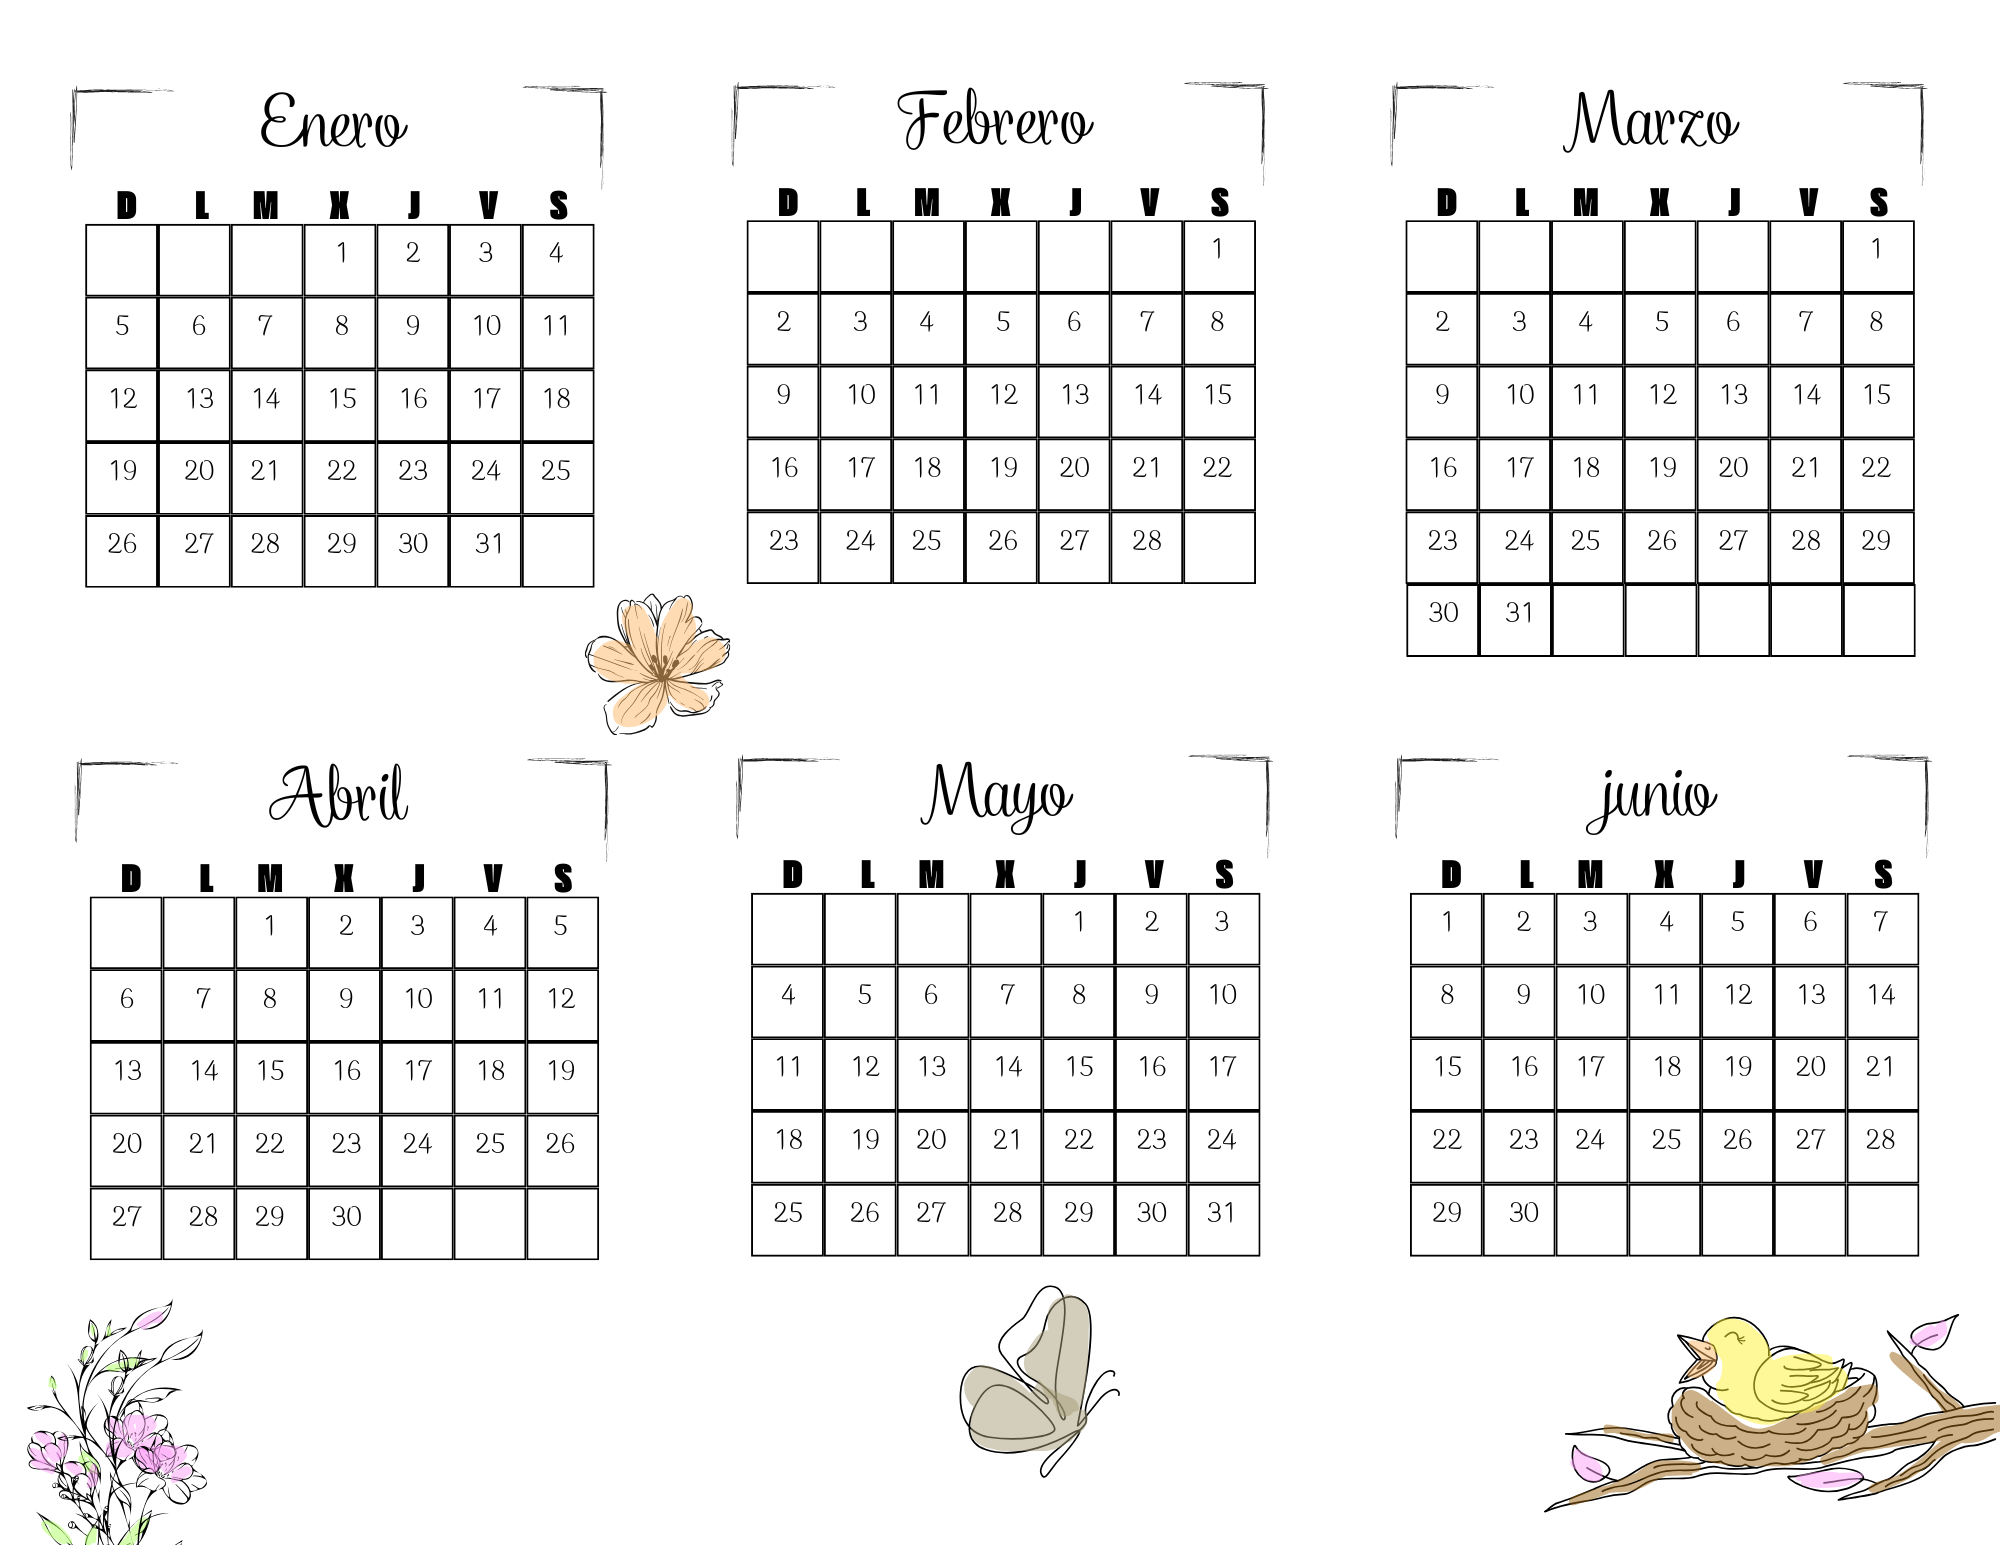 Enero
D L M X J V S
1 2 3 4
5 6 7 8 9 10 11
12 13 14 15 16 17 18
19 20 21 22 23 24 25
26 27 28 29 30 31
Febrero
D L M X J V S
1
2 3 4 5 6 7 8
9 10 11 12 13 14 15
16 17 18 19 20 21 22
23 24 25 26 27 28
Marzo
D L M X J V S
1
2 3 4 5 6 7 8
9 10 11 12 13 14 15
16 17 18 19 20 21 22
23 24 25 26 27 28 29
30 31
Abril
D L M X J V S
1 2 3 4 5
6 7 8 9 10 11 12
13 14 15 16 17 18 19
20 21 22 23 24 25 26
27 28 29 30
Mayo
D L M X J V S
1 2 3
4 5 6 7 8 9 10
11 12 13 14 15 16 17
18 19 20 21 22 23 24
25 26 27 28 29 30 31
junio
D L M X J V S
1 2 3 4 5 6 7
8 9 10 11 12 13 14
15 16 17 18 19 20 21
22 23 24 25 26 27 28
29 30